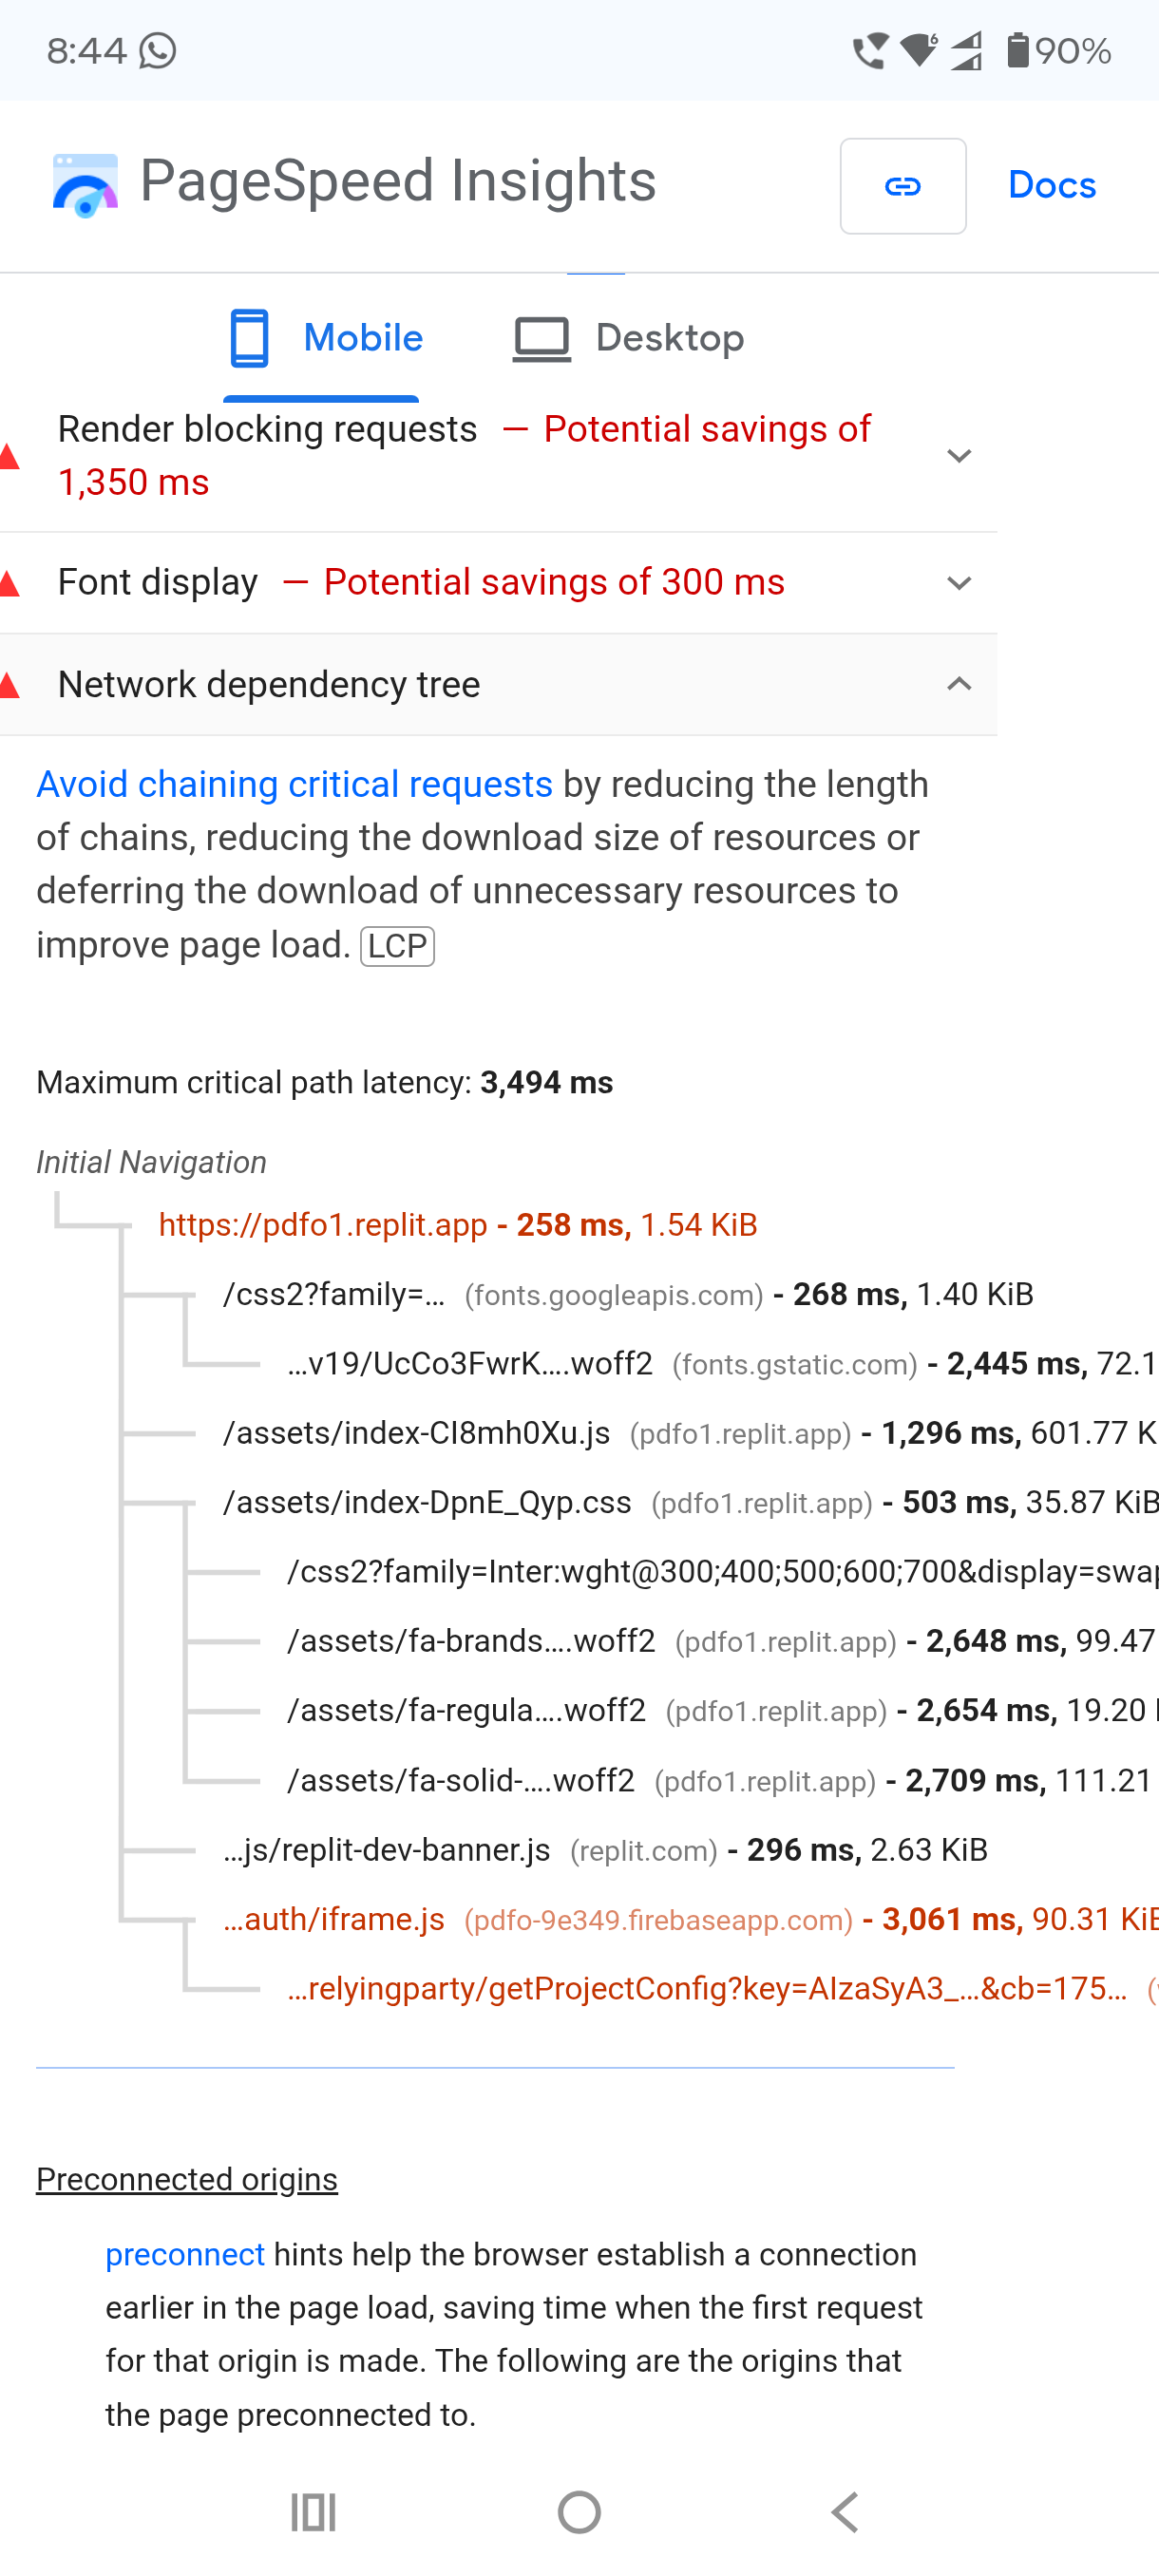 8:44 6 90%
PageSpeed Insights Docs
Mobile Desktop
Render blocking requests — Potential savings of
1,350 ms
Font display — Potential savings of 300 ms
Network dependency tree
Avoid chaining critical requests by reducing the length
of chains, reducing the download size of resources or
deferring the download of unnecessary resources to
improve page load. LCP
Maximum critical path latency: 3,494 ms
Initial Navigation
https://pdfo1.replit.app - 258 ms, 1.54 KiB
/css2?family=… (fonts.googleapis.com) - 268 ms, 1.40 KiB
…v19/UcCo3FwrK….woff2 (fonts.gstatic.com) - 2,445 ms, 72.1
/assets/index-CI8mh0Xu.js (pdfo1.replit.app) - 1,296 ms, 601.77 K
/assets/index-DpnE_Qyp.css (pdfo1.replit.app) - 503 ms, 35.87 KiB
/css2?family=Inter:wght@300;400;500;600;700&display=swap
/assets/fa-brands….woff2 (pdfo1.replit.app) - 2,648 ms, 99.47
/assets/fa-regula….woff2 (pdfo1.replit.app) - 2,654 ms, 19.20
/assets/fa-solid-….woff2 (pdfo1.replit.app) - 2,709 ms, 111.21
…js/replit-dev-banner.js (replit.com) - 296 ms, 2.63 KiB
…auth/iframe.js (pdfo-9e349.firebaseapp.com) - 3,061 ms, 90.31 KiB
…relyingparty/getProjectConfig?key=AIzaSyA3_…&cb=175…
Preconnected origins
preconnect hints help the browser establish a connection
earlier in the page load, saving time when the first request
for that origin is made. The following are the origins that
the page preconnected to.